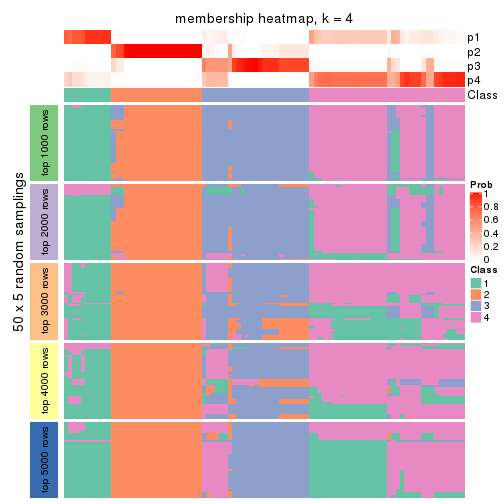 membership heatmap, k = 4
p1
p2
p3
p4
Class
50 x 5 random samplings
top 1000 rows
top 2000 rows
top 3000 rows
top 4000 rows
top 5000 rows
Prob
1
0.8
0.6
0.4
0.2
0
Class
1
2
3
4